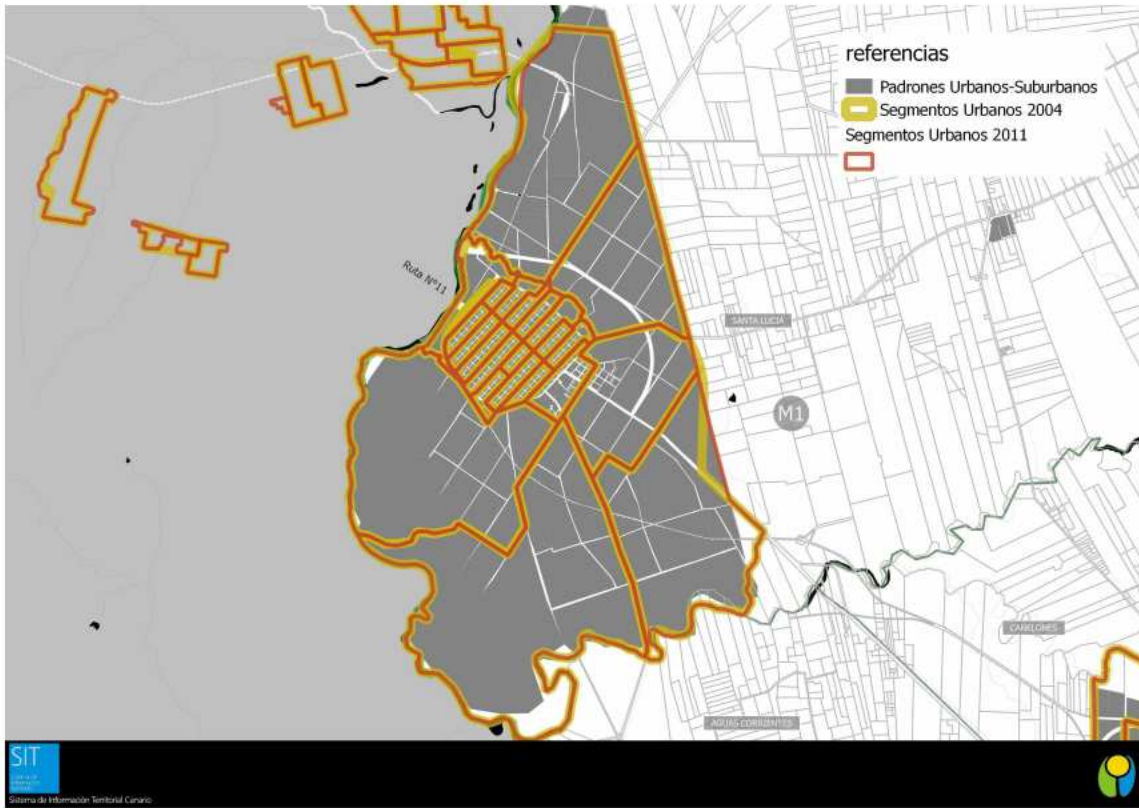 referencias
Padrones Urbanos-Suburbanos
Segmentos Urbanos 2004
Segmentos Urbanos 2011
Ruta Nº11
SANTA LUCIA
M1
CANELONES
AGUAS CORRIENTES
SIT
Sistema de Información Territorial Canario